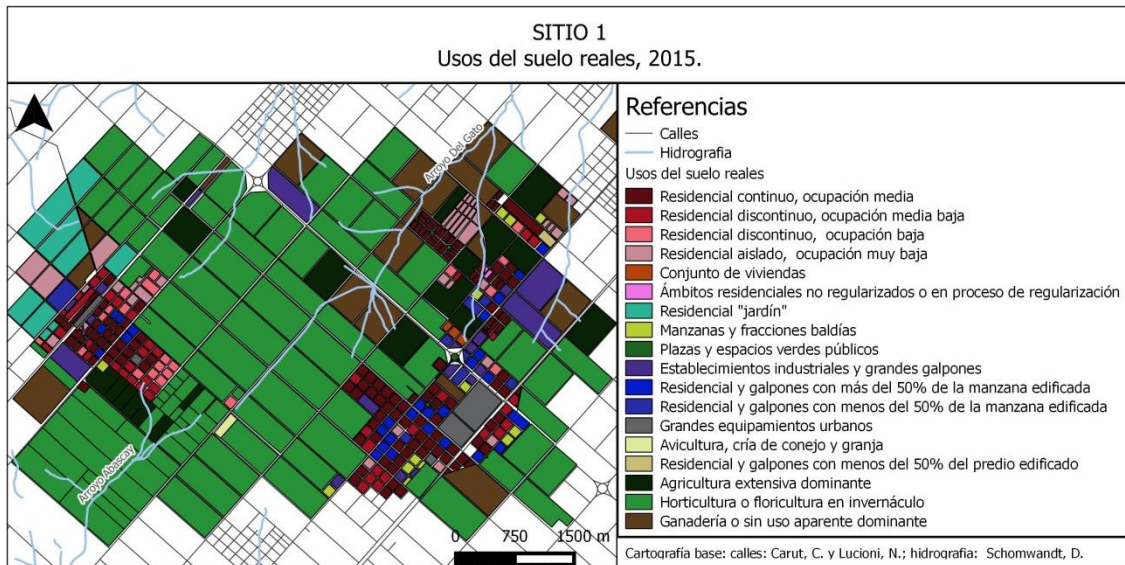 SITIO 1
Usos del suelo reales, 2015.
Arroyo Del Gato
Arroyo Abascay
0 750 1500 m
Referencias
Calles
Hidrografia
Usos del suelo reales
Residencial continuo, ocupación media
Residencial discontinuo, ocupación media baja
Residencial discontinuo, ocupación baja
Residencial aislado, ocupación muy baja
Conjunto de viviendas
Ámbitos residenciales no regularizados o en proceso de regularización
Residencial "jardín"
Manzanas y fracciones baldías
Plazas y espacios verdes públicos
Establecimientos industriales y grandes galpones
Residencial y galpones con más del 50% de la manzana edificada
Residencial y galpones con menos del 50% de la manzana edificada
Grandes equipamientos urbanos
Avicultura, cría de conejo y granja
Residencial y galpones con menos del 50% del predio edificado
Agricultura extensiva dominante
Horticultura o floricultura en invernáculo
Ganadería o sin uso aparente dominante
Cartografía base: calles: Carut, C. y Lucioni, N.; hidrografia: Schomwandt, D.